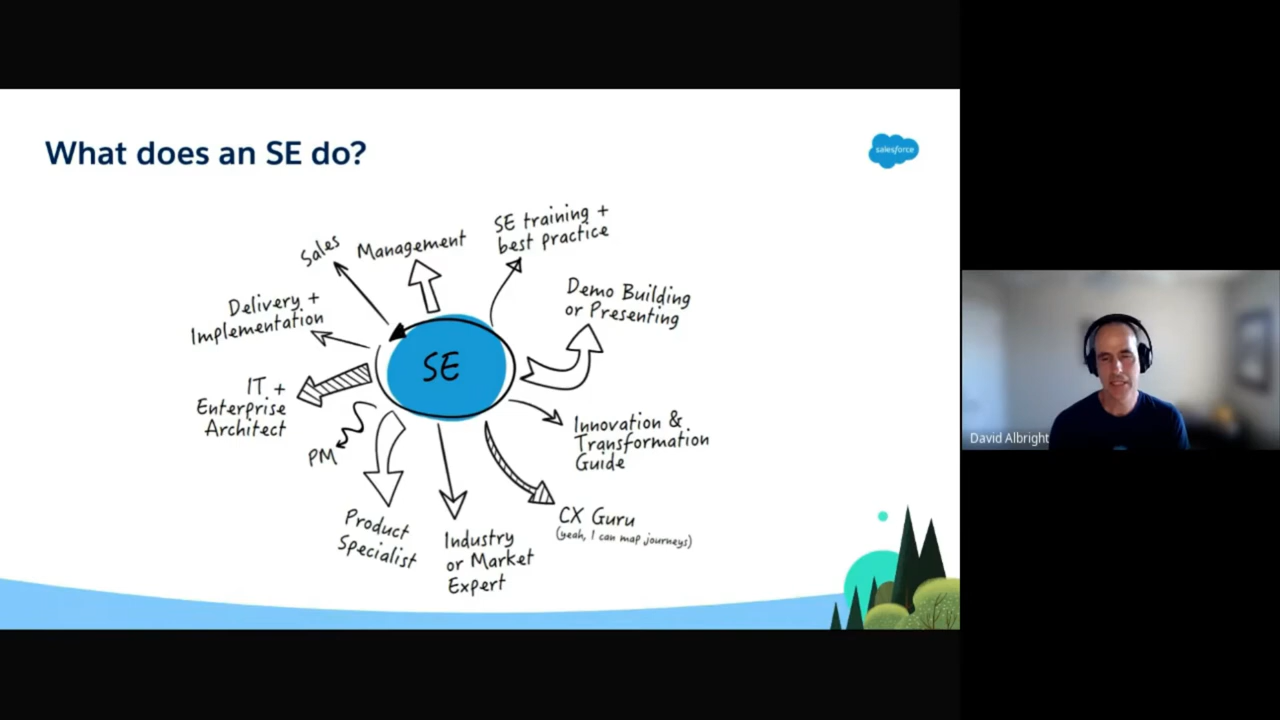 What does an SE do?
salesforce
Sales
Management
SE training +
best practice
Delivery +
Implementation
Demo Building
or Presenting
SE
IT +
Enterprise
Architect
PM
Innovation &
Transformation
Guide
Product
Specialist
Industry
or Market
Expert
CX Guru
(yeah, I can map journeys)
David Albright